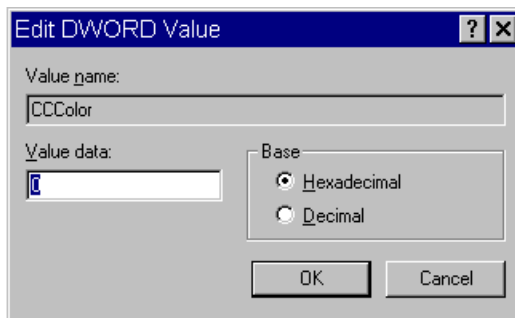 Edit DWORD Value
Value name:
CCColor
Value data:
0
Base
Hexadecimal
Decimal
OK
Cancel